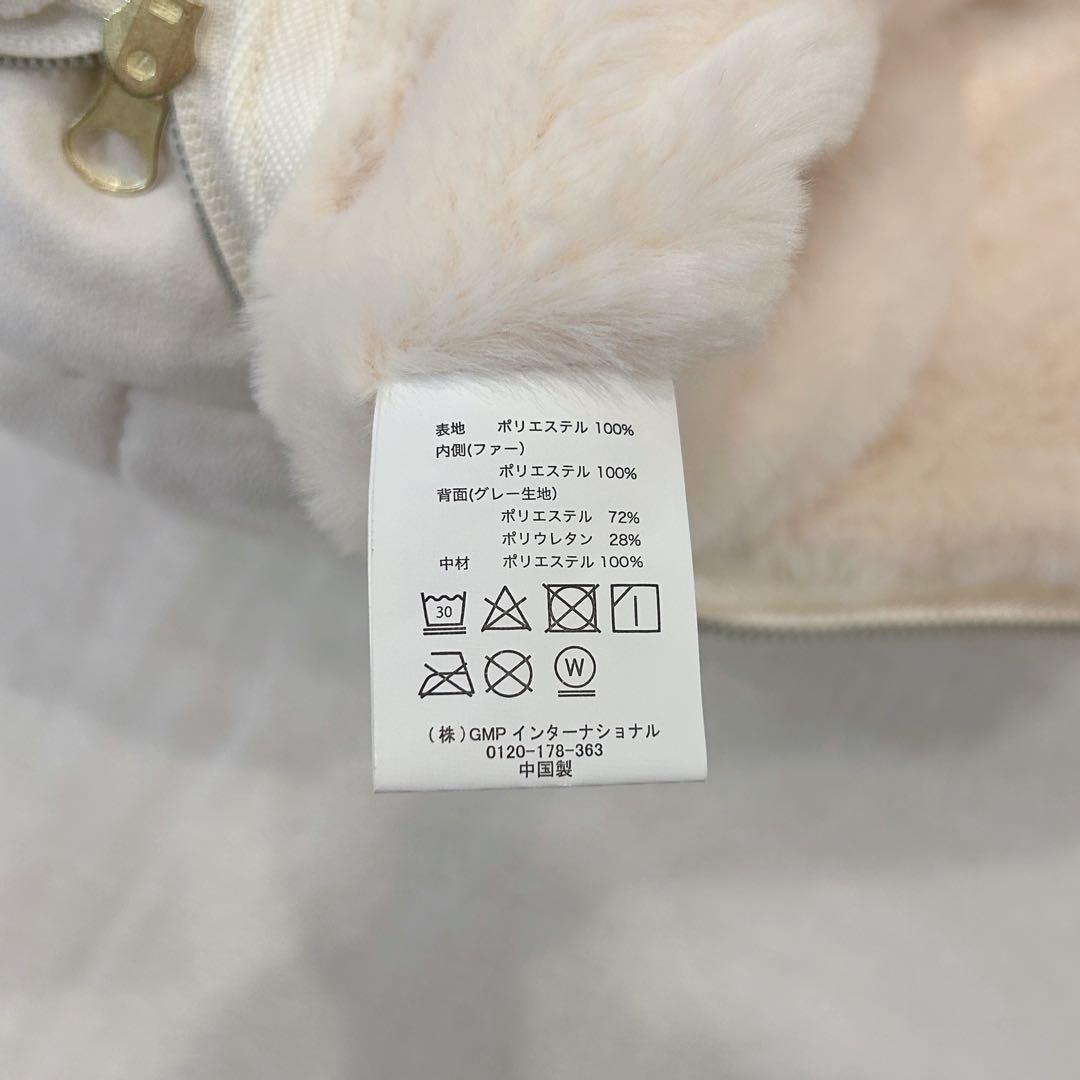 表地 ポリエステル 100%
内側(ファー)
ポリエステル 100%
背面(グレー生地)
ポリエステル 72%
ポリウレタン 28%
中材 ポリエステル 100%
30
W
(株)GMP インターナショナル
0120-178-363
中国製